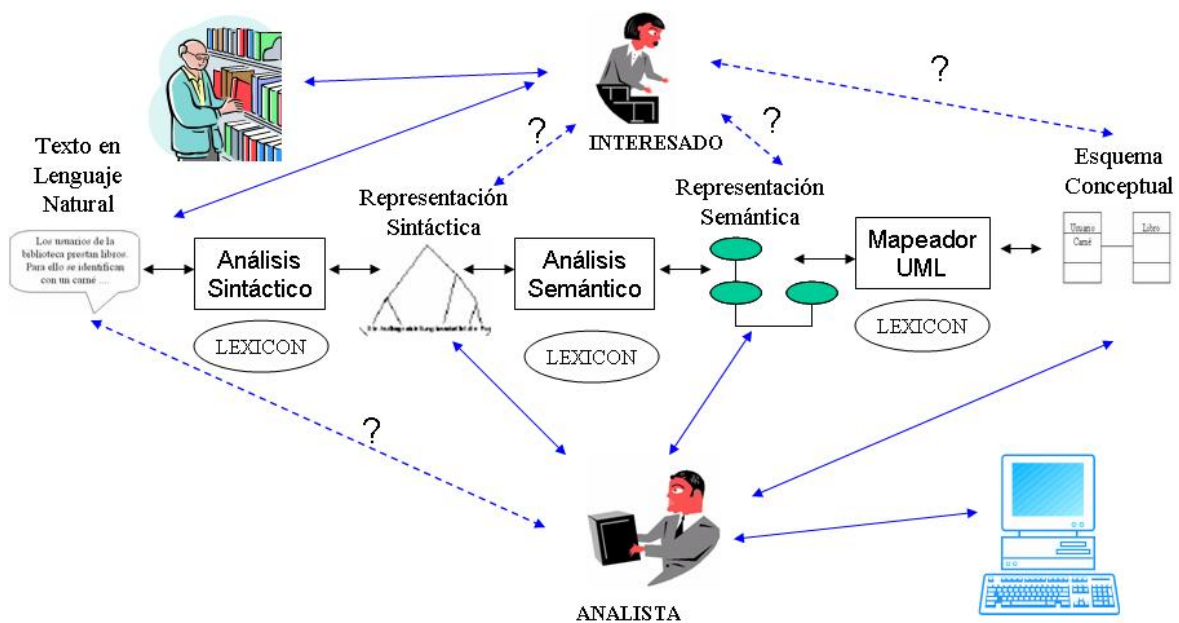 ?
?
?
INTERESADO
Texto en
Lenguaje
Natural
Representación
Sintáctica
Representación
Semántica
Esquema
Conceptual
Los usuarios de la
biblioteca prestan libros.
Para ello se identifican
con un carné ....
Análisis
Sintáctico
Análisis
Semántico
Mapeador
UML
Usuario
Carné
Libro
LEXICON
LEXICON
LEXICON
?
ANALISTA